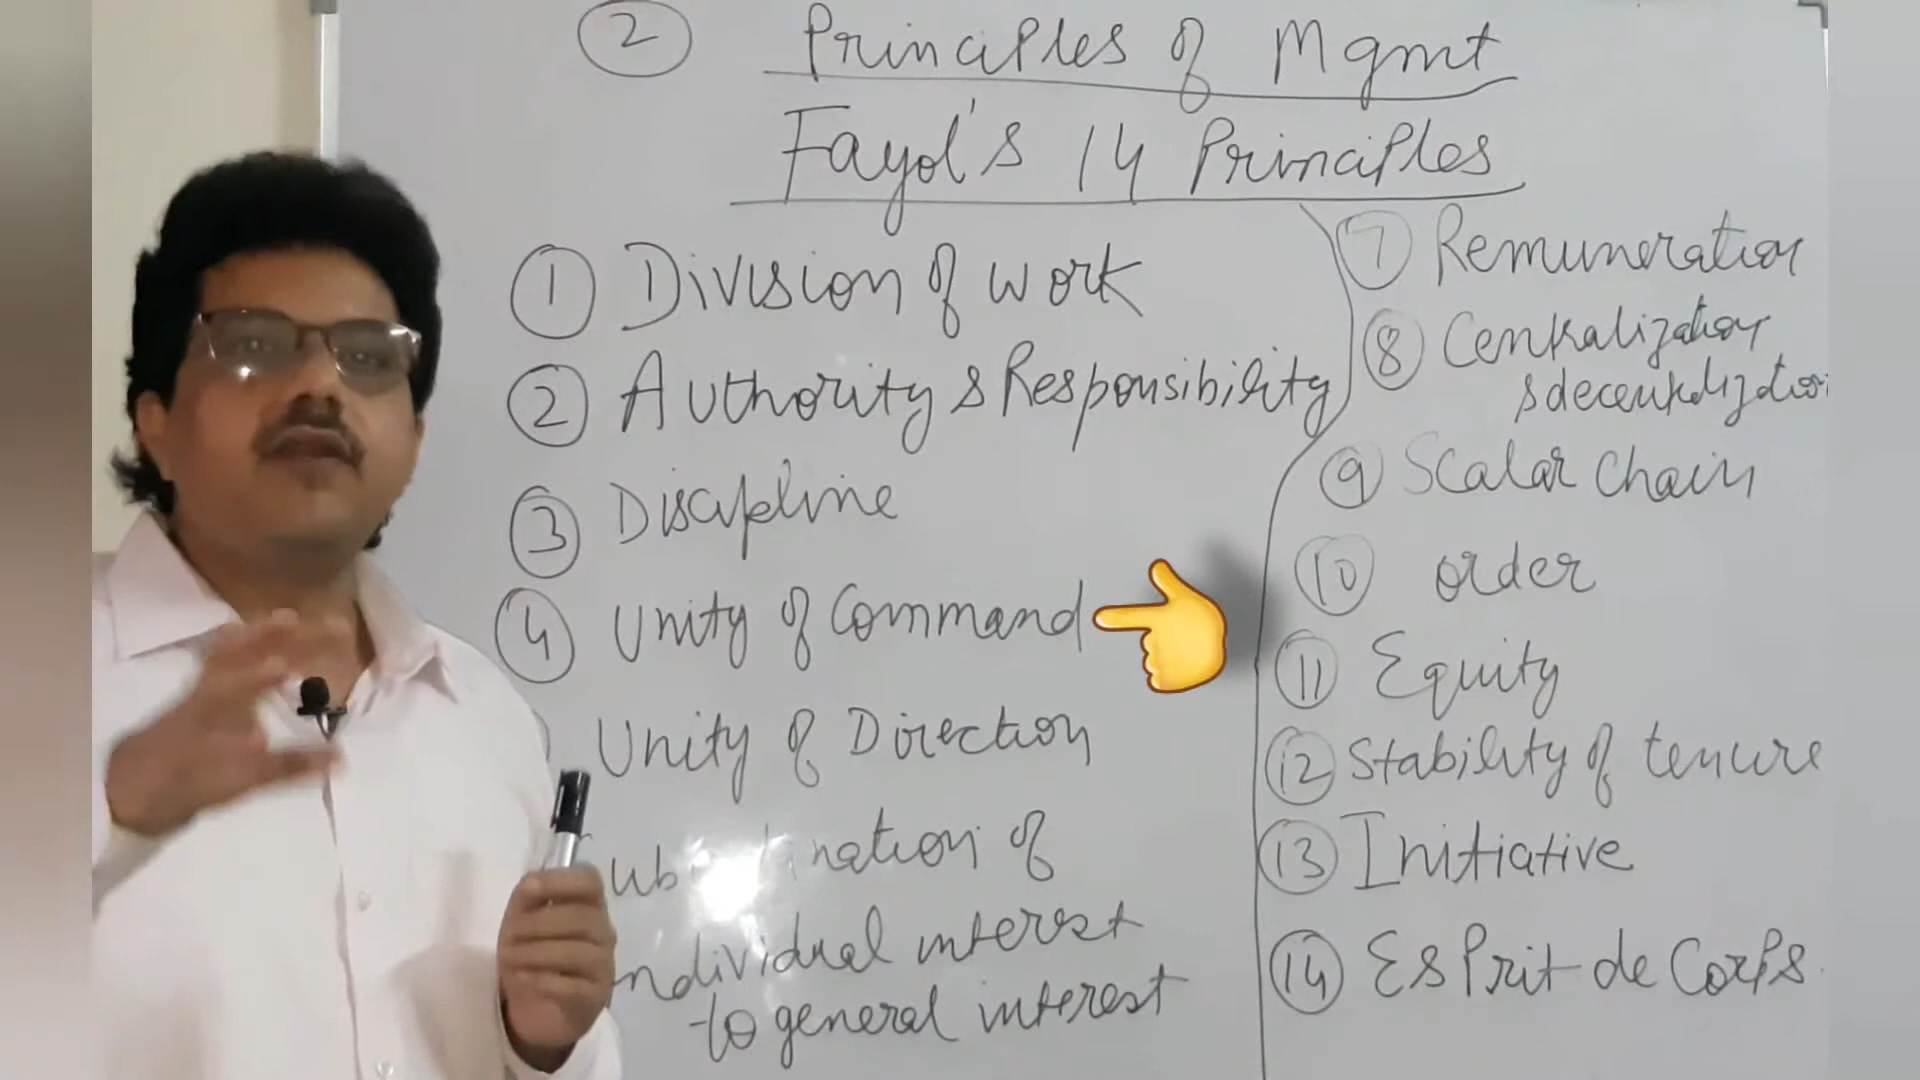 2 Principles of Mgmt
Fayol's 14 Principles
1 Division of work
2 Authority & Responsibility
3 Discipline
4 Unity of Command
Unity of Direction
of
individual interest
to general interest
7 Remuneration
8 Centralization
& decentralization
9 Scalar Chain
10 order
11 Equity
12 Stability of tenure
13 Initiative
14 Esprit de Corps